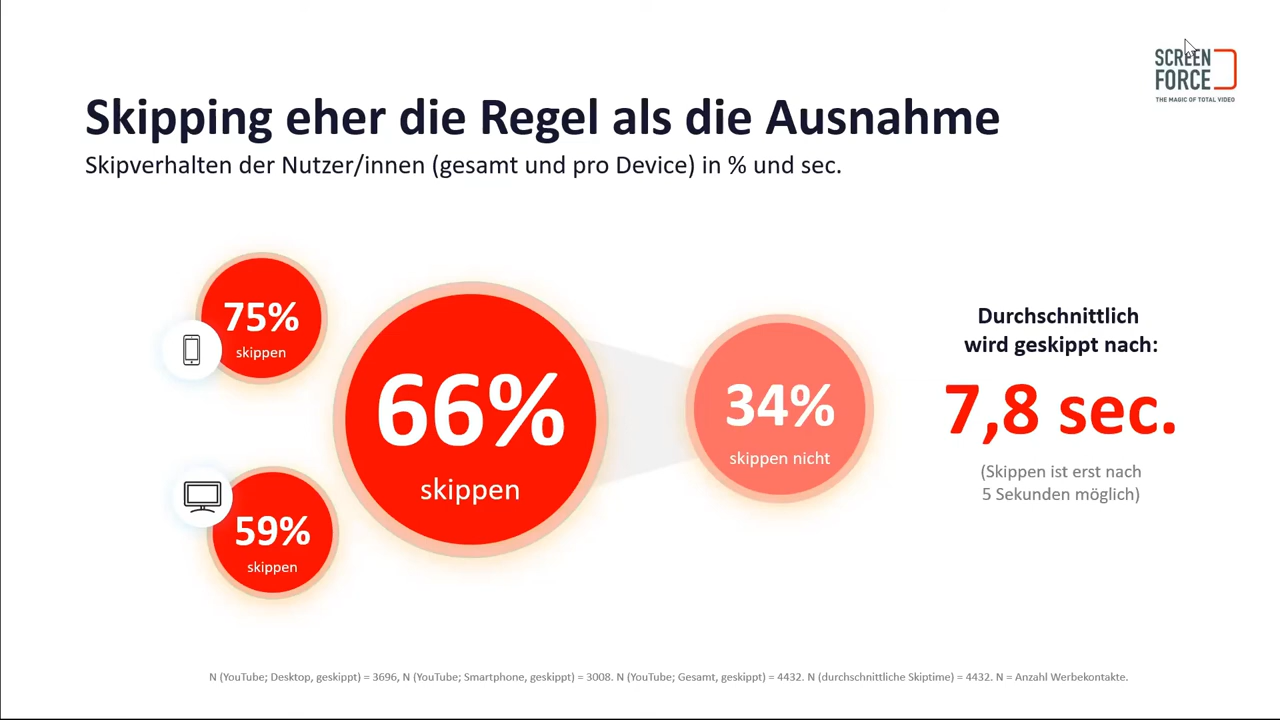 SCREEN
FORCE
THE MAGIC OF TOTAL VIDEO
Skipping eher die Regel als die Ausnahme
Skipverhalten der Nutzer/innen (gesamt und pro Device) in % und sec.
75%
skippen
66%
skippen
59%
skippen
34%
skippen nicht
Durchschnittlich
wird geskippt nach:
7,8 sec.
(Skippen ist erst nach
5 Sekunden möglich)
N (YouTube; Desktop, geskippt) = 3696, N (YouTube; Smartphone, geskippt) = 3008. N (YouTube; Gesamt, geskippt) = 4432. N (durchschnittliche Skiptime) = 4432. N = Anzahl Werbekontakte.